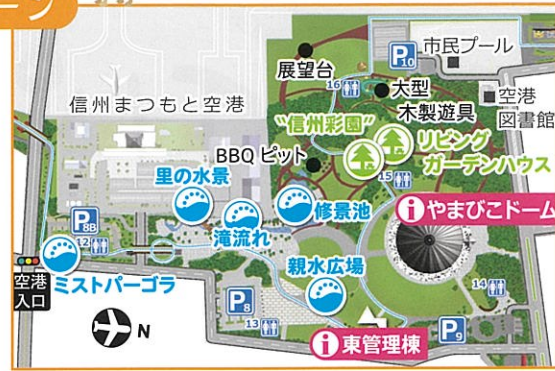 ーン
展望台
P10
市民プール
16
大型
木製遊具
空港
図書館
信州まつもと空港
"信州彩園"
リビング
ガーデンハウス
BBQ ピット
15
里の水景
修景池
i やまびこドーム
滝流れ
P8B
12
親水広場
ミストパーゴラ
空港
入口
N
P8
13
14
P9
i 東管理棟